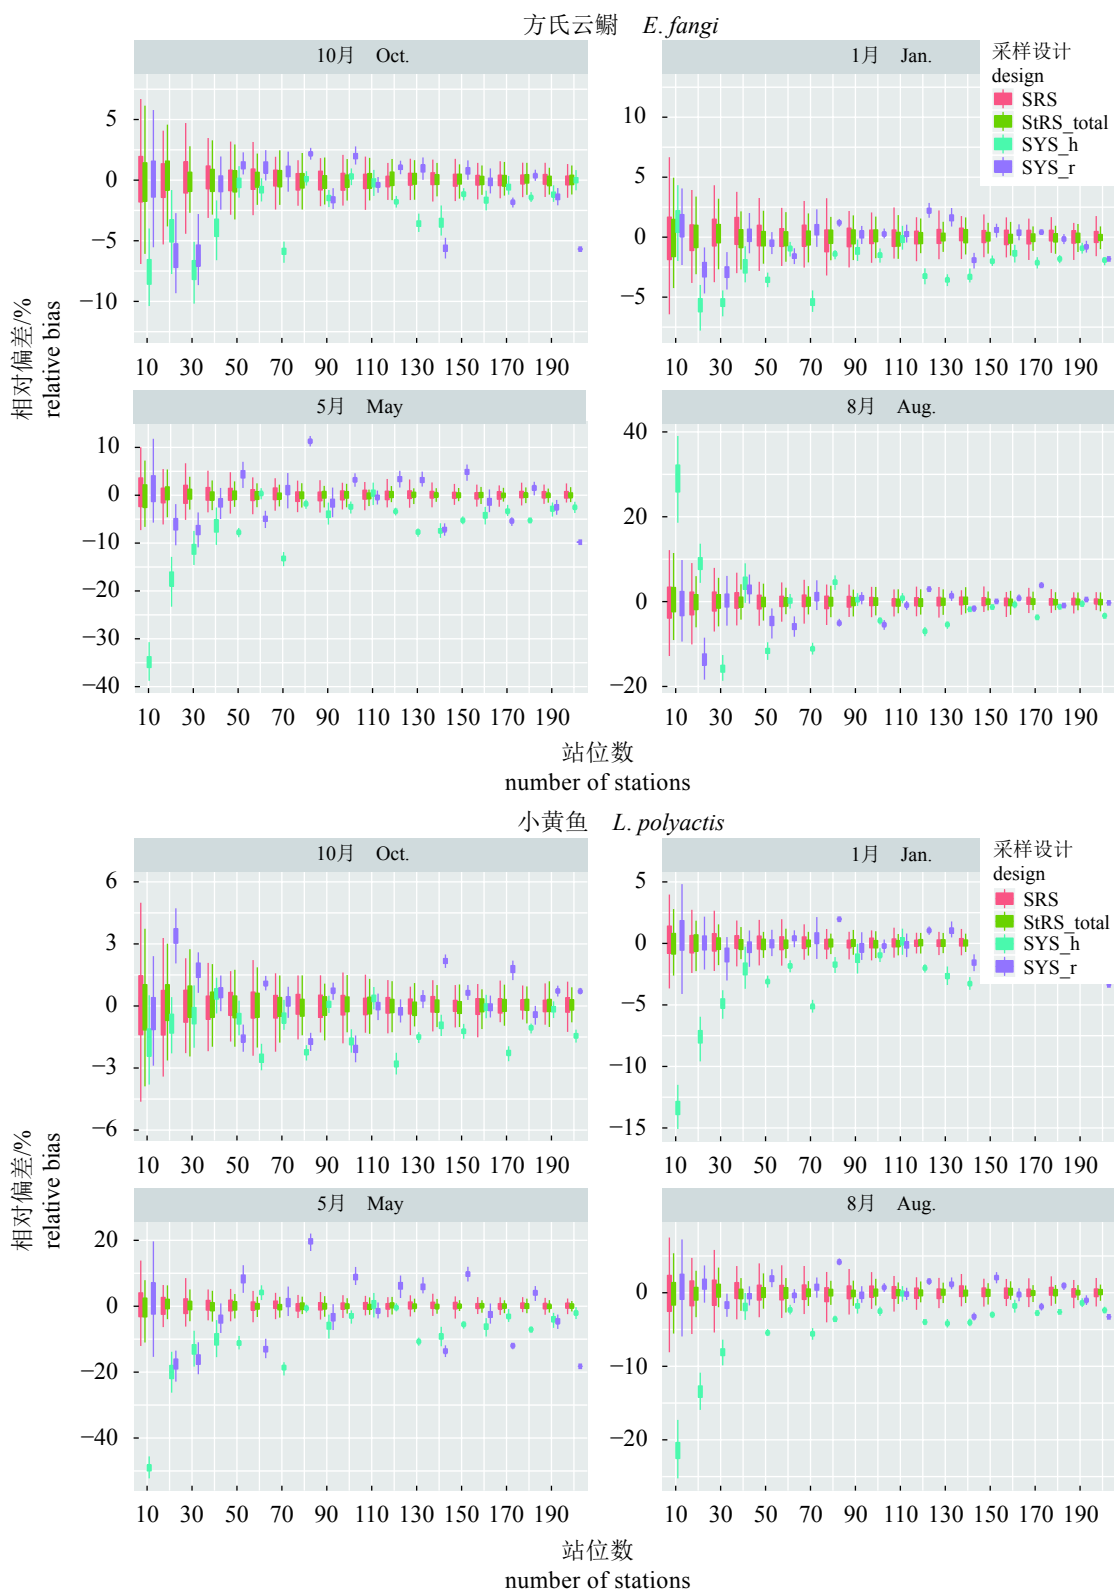 方氏云鳚 E. fangi
10月 Oct.
1月 Jan.
采样设计
design
SRS
StRS_total
SYS_h
SYS_r
5
0
−5
−10
10
5
0
−5
10 30 50 70 90 110 130 150 170 190
10 30 50 70 90 110 130 150 170 190
相对偏差/%
relative bias
5月 May
8月 Aug.
10
0
−10
−20
−30
−40
40
20
0
−20
10 30 50 70 90 110 130 150 170 190
10 30 50 70 90 110 130 150 170 190
站位数
number of stations
小黄鱼 L. polyactis
10月 Oct.
1月 Jan.
采样设计
design
SRS
StRS_total
SYS_h
SYS_r
6
3
0
−3
−6
5
0
−5
−10
−15
10 30 50 70 90 110 130 150 170 190
10 30 50 70 90 110 130 150 170 190
相对偏差/%
relative bias
5月 May
8月 Aug.
20
0
−20
−40
0
−10
−20
10 30 50 70 90 110 130 150 170 190
10 30 50 70 90 110 130 150 170 190
站位数
number of stations